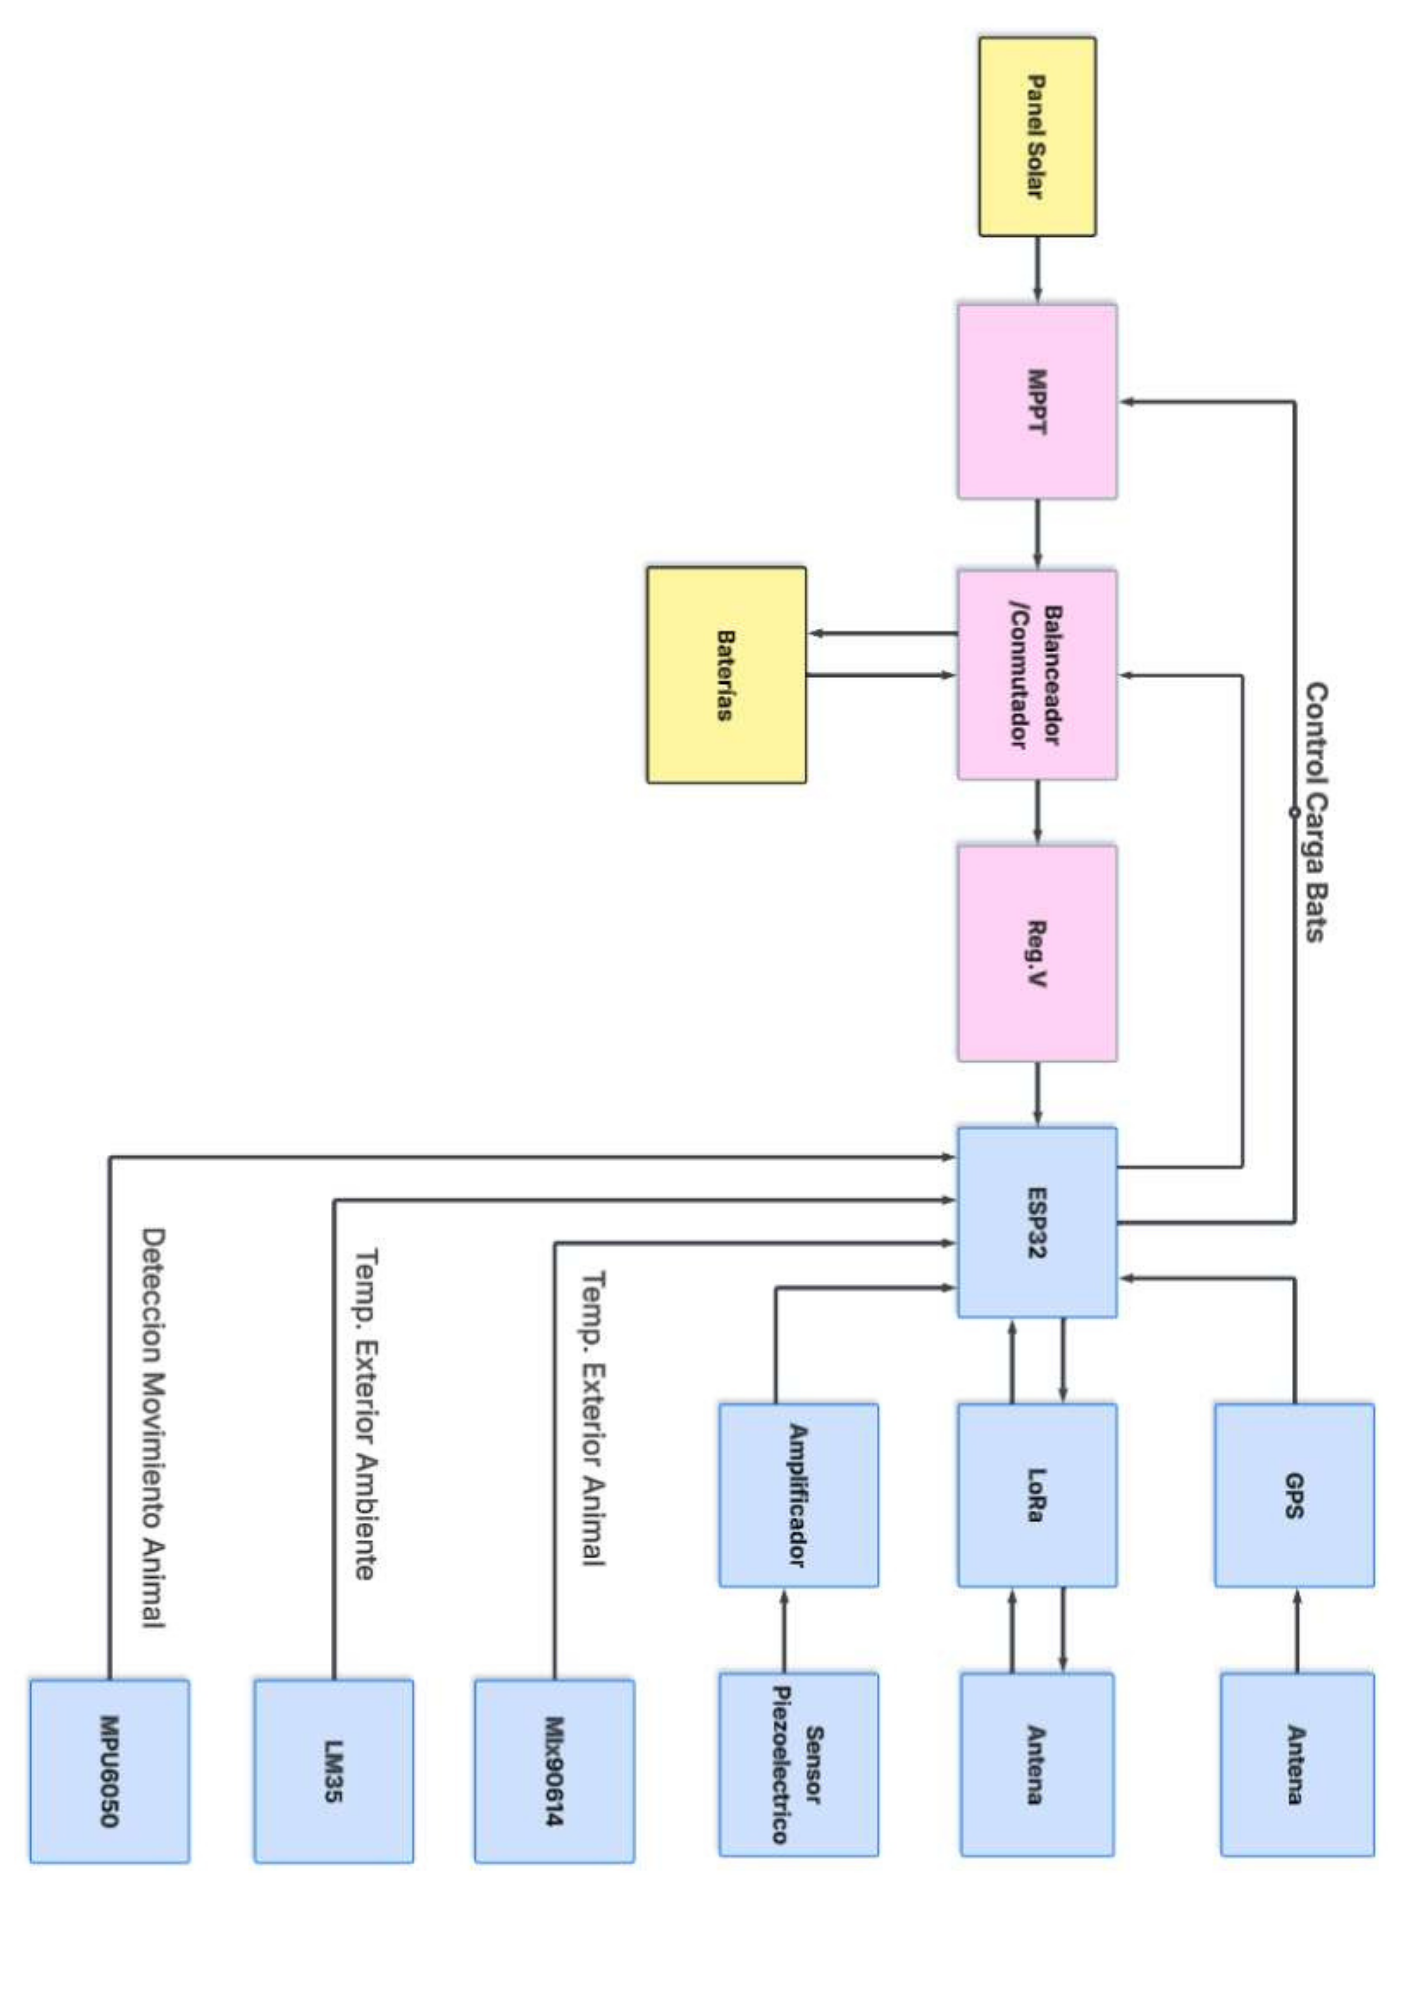 Control Carga Bats
GPS
Antena
Panel Solar
MPPT
Balanceador
/Conmutador
Reg.V
ESP32
LoRa
Antena
Baterías
Amplificador
Sensor
Piezoelectrico
Temp. Exterior Animal
Mlx90614
Temp. Exterior Ambiente
LM35
Deteccion Movimiento Animal
MPU6050